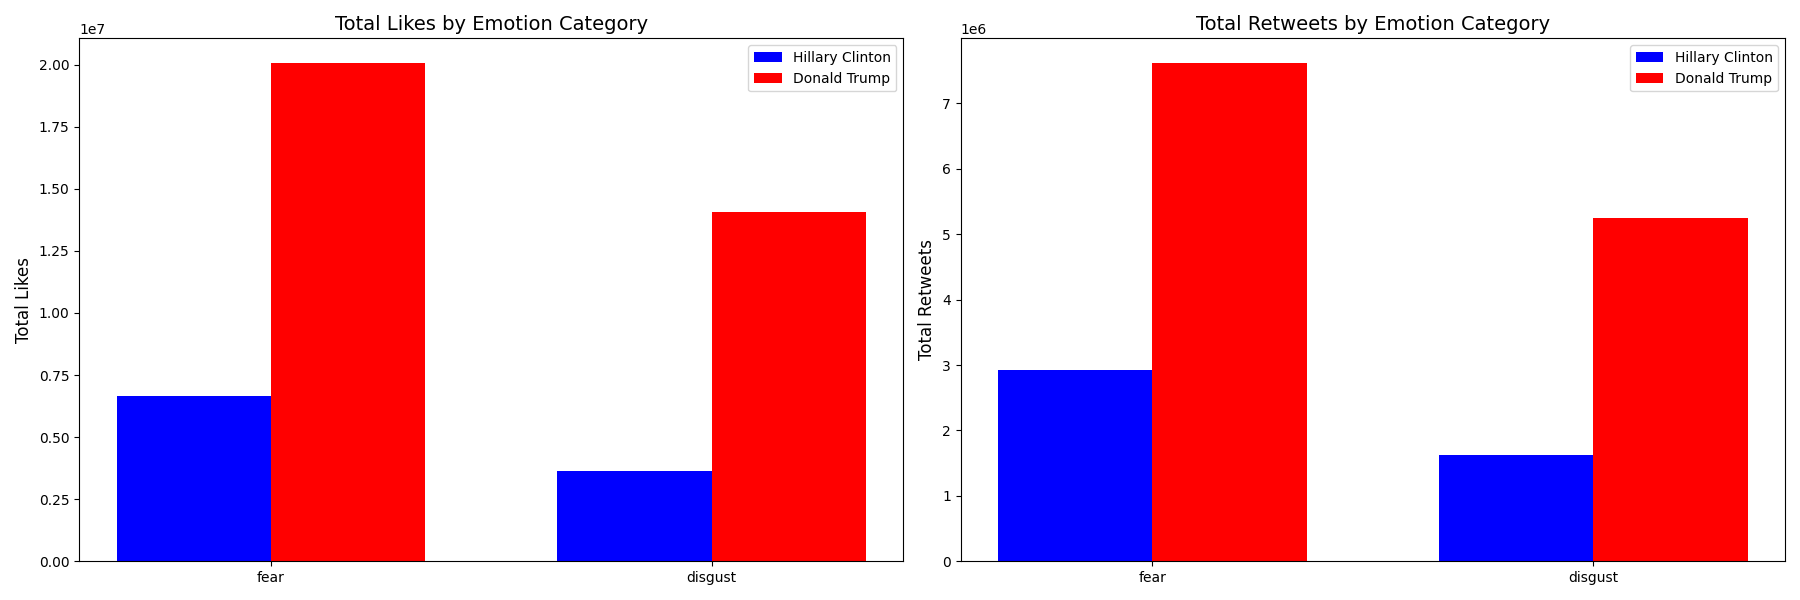 Total Likes by Emotion Category
1e7
Hillary Clinton
Donald Trump
2.00
1.75
1.50
1.25
1.00
0.75
0.50
0.25
0.00
Total Likes
fear
disgust
Total Retweets by Emotion Category
1e6
Hillary Clinton
Donald Trump
7
6
5
4
3
2
1
0
Total Retweets
fear
disgust